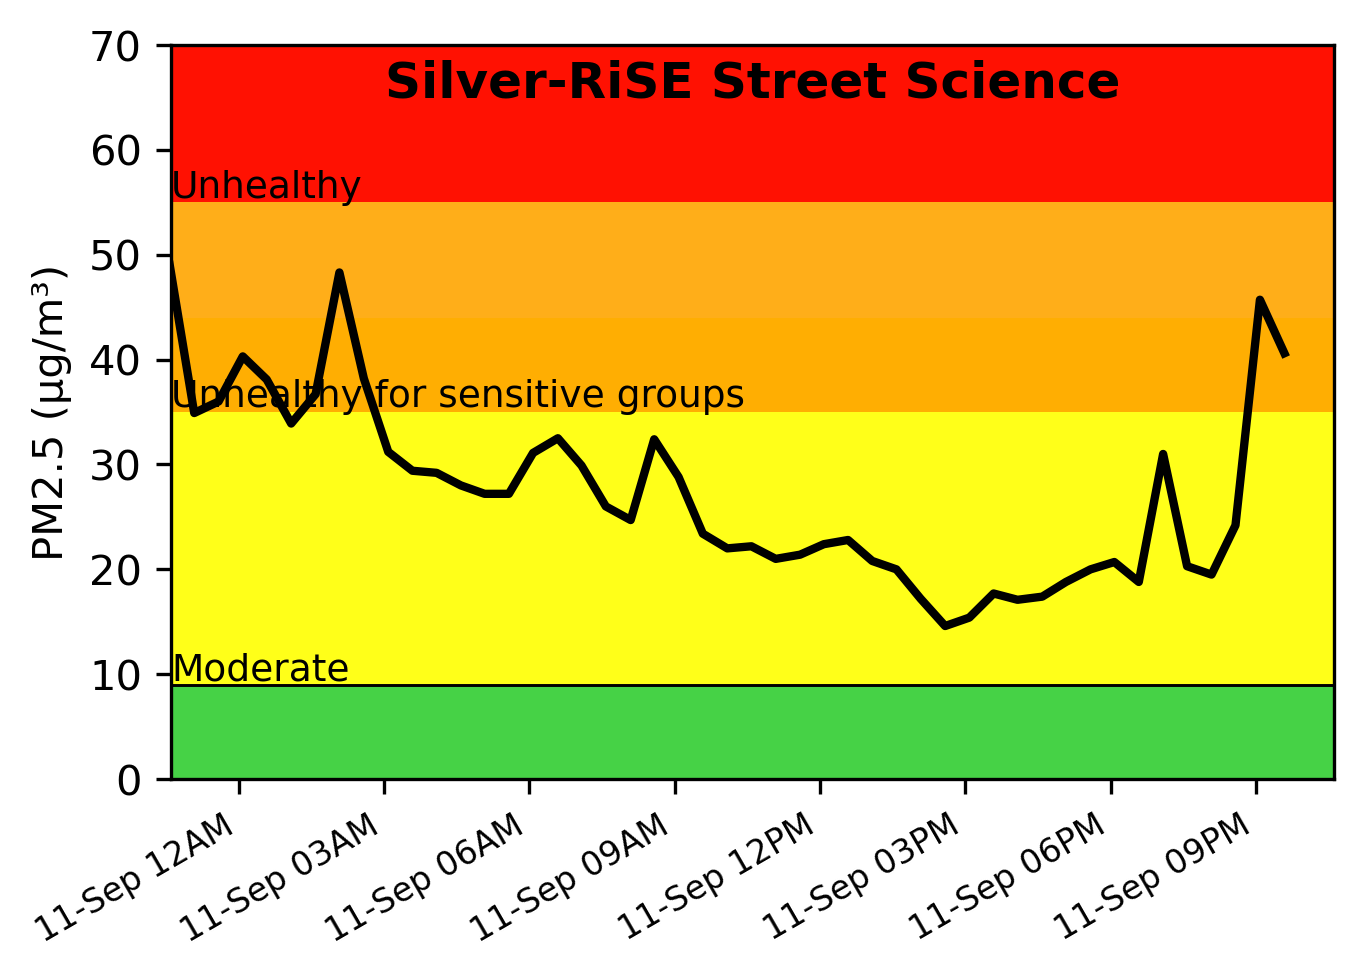 Silver-RiSE Street Science
PM2.5 (µg/m³)
70
60
Unhealthy
50
40
Unhealthy for sensitive groups
30
20
10
Moderate
0
11-Sep 12AM
11-Sep 03AM
11-Sep 06AM
11-Sep 09AM
11-Sep 12PM
11-Sep 03PM
11-Sep 06PM
11-Sep 09PM